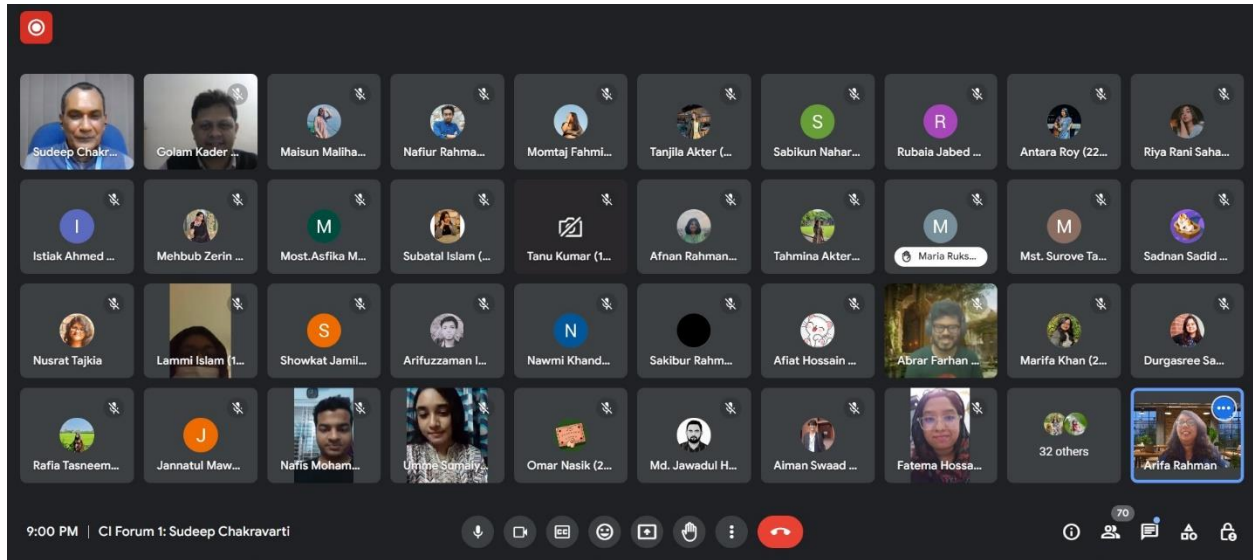 Sudeep Chakr...
Golam Kader ...
Maisun Maliha...
Nafiur Rahma...
Momtaj Fahmi...
Tanjila Akter (...
S
Sabikun Nahar...
R
Rubaia Jabed ...
Antara Roy (22...
Riya Rani Saha...
I
Istiak Ahmed ...
Mehbub Zerin ...
M
Most.Asfika M...
Subatal Islam (...
Tanu Kumar (1...
Afnan Rahman...
Tahmina Akter...
M
Maria Ruks...
M
Mst. Surove Ta...
Sadnan Sadid ...
Nusrat Tajkia
Lammi Islam (1...
S
Showkat Jamil...
Arifuzzaman I...
N
Nawmi Khand...
Sakibur Rahm...
Afiat Hossain ...
Abrar Farhan ...
Marifa Khan (2...
Durgasree Sa...
Rafia Tasneem...
J
Jannatul Maw...
Nafis Moham...
Umme Sumaiy...
Omar Nasik (2...
Md. Jawadul H...
Aiman Swaad ...
Fatema Hossa...
32 others
Arifa Rahman
9:00 PM | CI Forum 1: Sudeep Chakravarti
CC
70